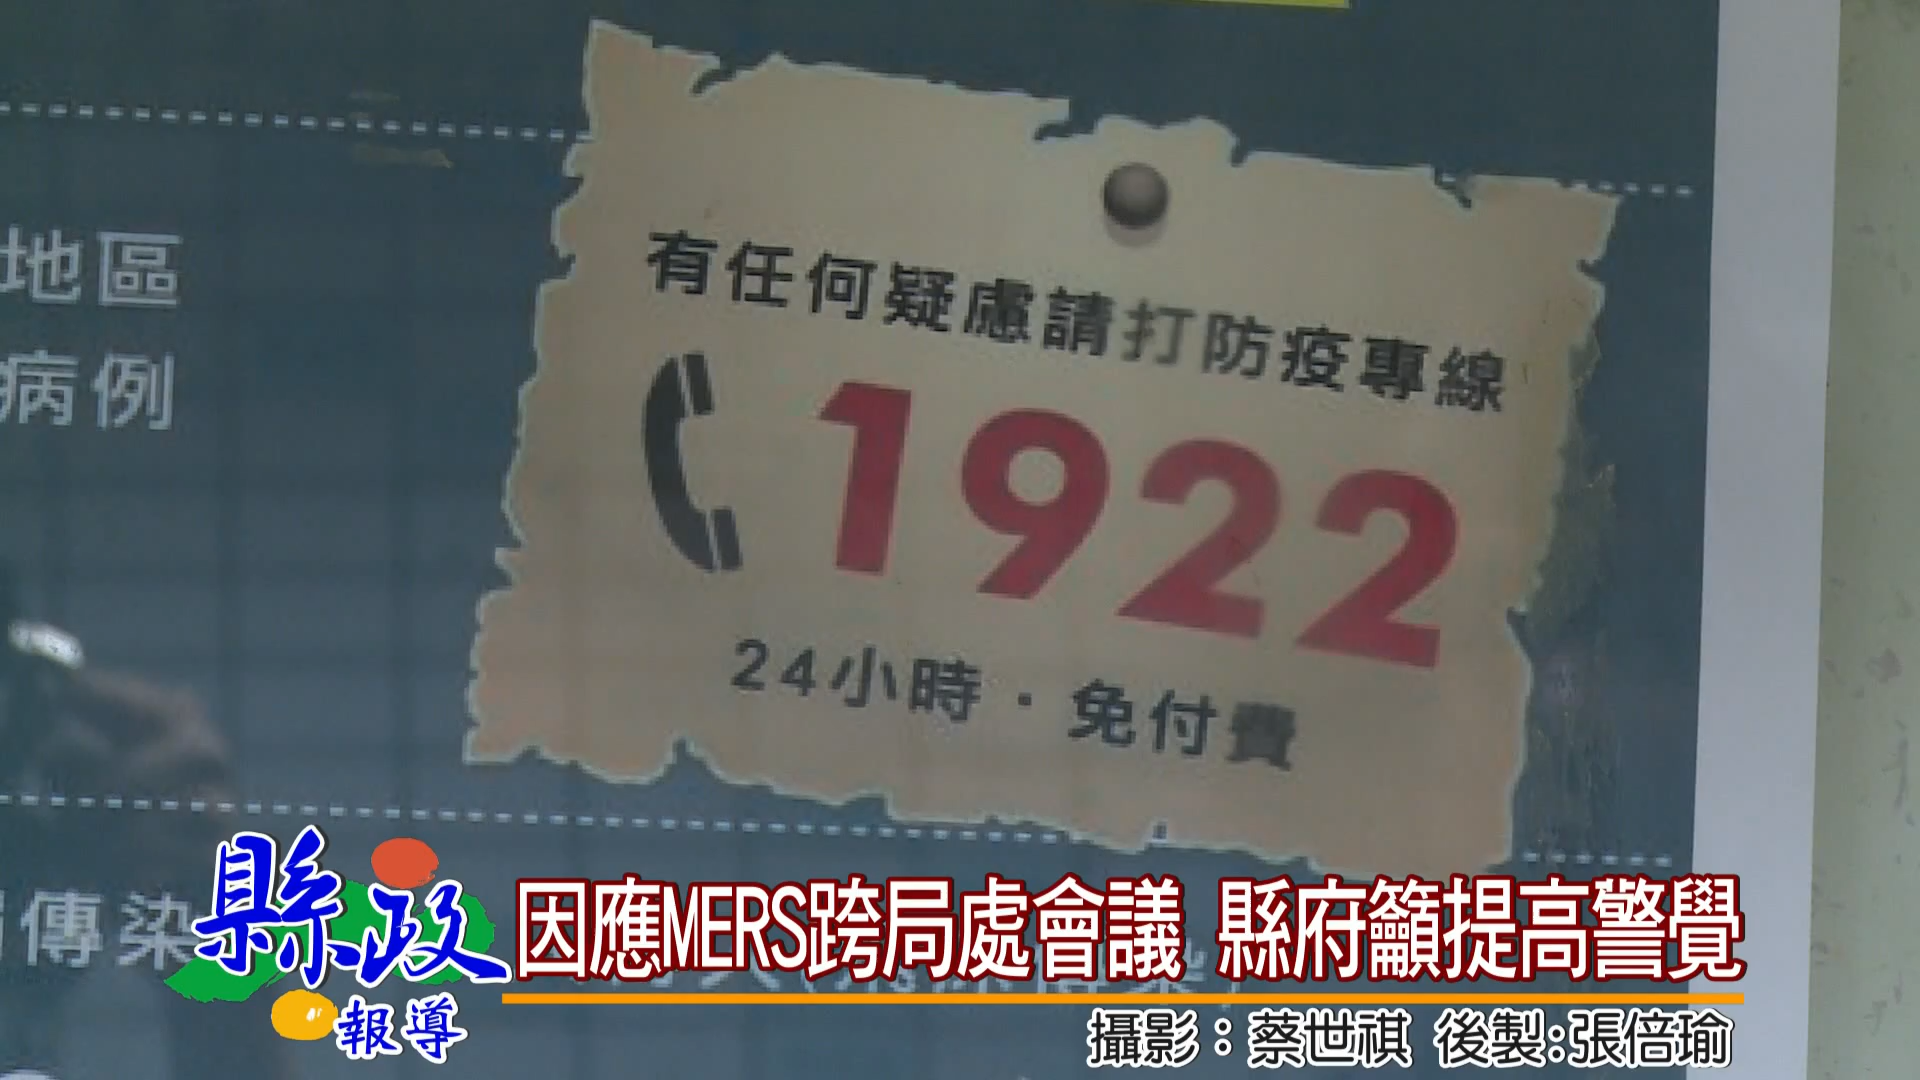 地區
病例
有任何疑慮請打防疫專線
1922
24小時・免付費
傳染
縣政
報導
因應MERS跨局處會議 縣府籲提高警覺
攝影：蔡世祺 後製:張倍瑜